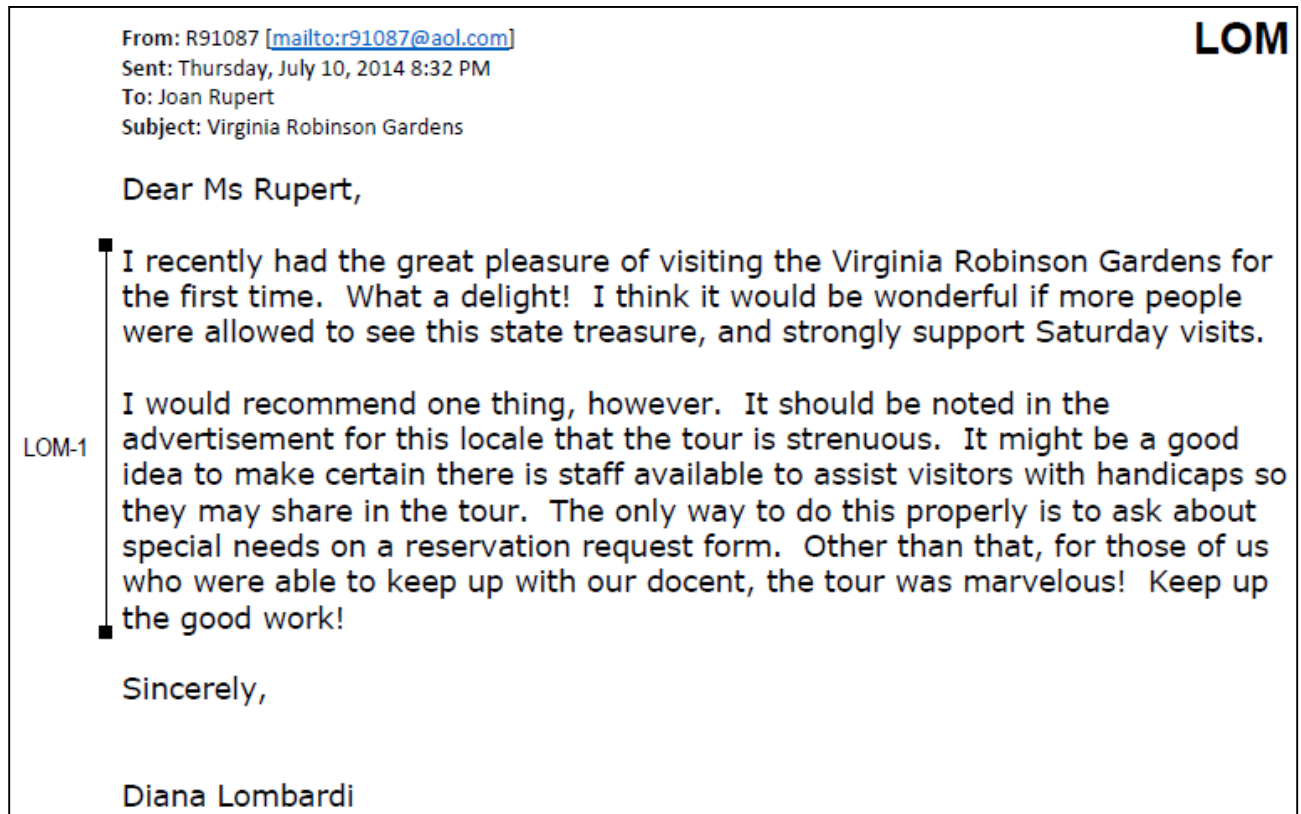 From: R91087 [mailto:r91087@aol.com]
LOM
Sent: Thursday, July 10, 2014 8:32 PM
To: Joan Rupert
Subject: Virginia Robinson Gardens
Dear Ms Rupert,
I recently had the great pleasure of visiting the Virginia Robinson Gardens for
the first time.  What a delight!  I think it would be wonderful if more people
were allowed to see this state treasure, and strongly support Saturday visits.
I would recommend one thing, however.  It should be noted in the
LOM-1
advertisement for this locale that the tour is strenuous.  It might be a good
idea to make certain there is staff available to assist visitors with handicaps so
they may share in the tour.  The only way to do this properly is to ask about
special needs on a reservation request form.  Other than that, for those of us
who were able to keep up with our docent, the tour was marvelous!  Keep up
the good work!
Sincerely,
Diana Lombardi